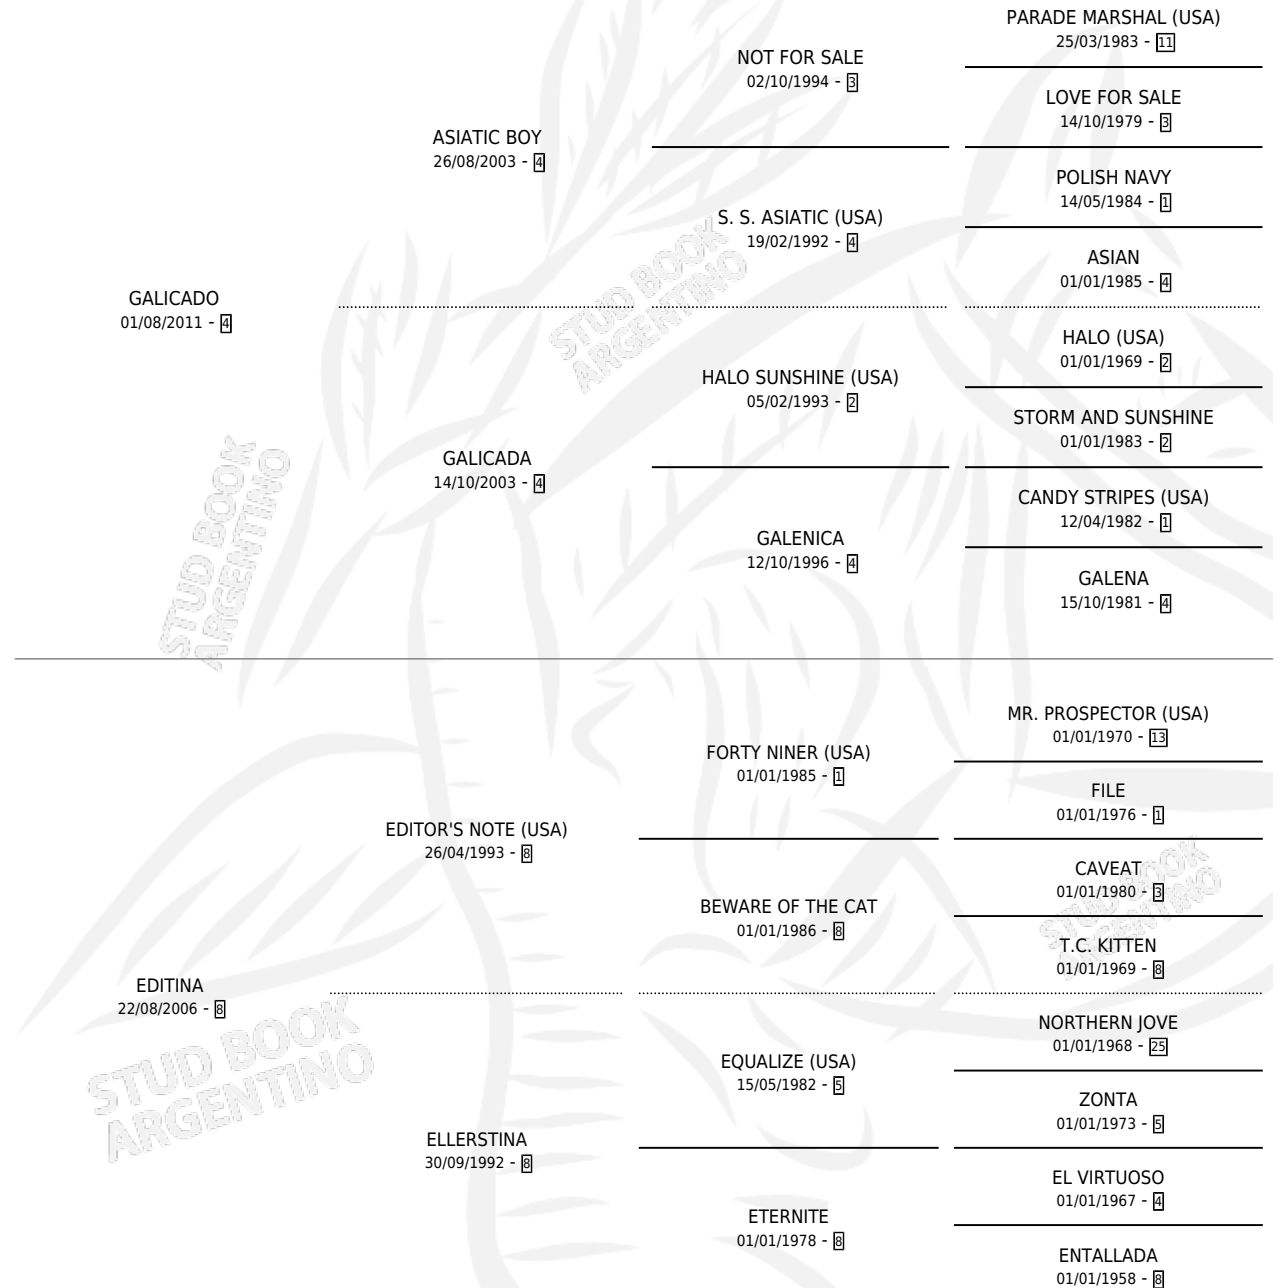 PARADE MARSHAL (USA)
25/03/1983 - 11
NOT FOR SALE
02/10/1994 - 3
LOVE FOR SALE
14/10/1979 - 3
ASIATIC BOY
26/08/2003 - 4
POLISH NAVY
14/05/1984 - 1
S. S. ASIATIC (USA)
19/02/1992 - 4
ASIAN
01/01/1985 - 4
GALICADO
01/08/2011 - 4
STUD BOOK
ARGENTINO
HALO (USA)
01/01/1969 - 2
HALO SUNSHINE (USA)
05/02/1993 - 2
STORM AND SUNSHINE
01/01/1983 - 2
GALICADA
14/10/2003 - 4
CANDY STRIPES (USA)
12/04/1982 - 1
GALENICA
12/10/1996 - 4
GALENA
15/10/1981 - 4
STUD BOOK
ARGENTINO
MR. PROSPECTOR (USA)
01/01/1970 - 13
FORTY NINER (USA)
01/01/1985 - 1
FILE
01/01/1976 - 1
EDITOR'S NOTE (USA)
26/04/1993 - 8
CAVEAT
01/01/1980 - 3
BEWARE OF THE CAT
01/01/1986 - 8
STUD BOOK
ARGENTINO
T.C. KITTEN
01/01/1969 - 8
EDITINA
22/08/2006 - 8
NORTHERN JOVE
01/01/1968 - 25
EQUALIZE (USA)
15/05/1982 - 5
STUD BOOK
ARGENTINO
ZONTA
01/01/1973 - 5
ELLERSTINA
30/09/1992 - 8
EL VIRTUOSO
01/01/1967 - 4
ETERNITE
01/01/1978 - 8
ENTALLADA
01/01/1958 - 8